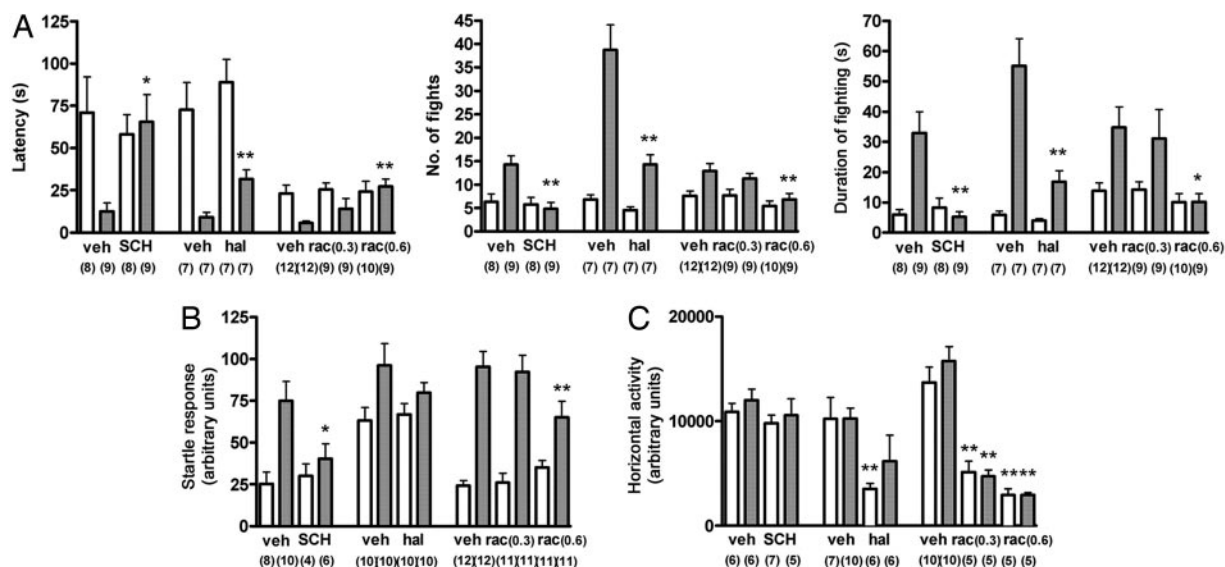 A
Latency (s)
125
100
75
50
25
0
*
**
**
veh SCH veh hal veh rac(0.3) rac(0.6)
(8) (9) (8) (9) (7) (7) (7) (7) (12)(12)(9) (9) (10)(9)
No. of fights
45
40
35
30
25
20
15
10
5
0
**
**
**
veh SCH veh hal veh rac(0.3) rac(0.6)
(8) (9) (8) (9) (7) (7) (7) (7) (12)(12)(9) (9) (10)(9)
Duration of fighting (s)
70
60
50
40
30
20
10
0
**
**
*
veh SCH veh hal veh rac(0.3) rac(0.6)
(8) (9) (8) (9) (7) (7) (7) (7) (12)(12)(9) (9) (10)(9)
B
Startle response
(arbitrary units)
125
100
75
50
25
0
*
**
veh SCH veh hal veh rac(0.3) rac(0.6)
(8)(10) (4) (6) (10)(10)(10)(10) (12)(12)(11)(11)(11)(11)
C
Horizontal activity
(arbitrary units)
20000
10000
0
**
** ** ****
veh SCH veh hal veh rac(0.3) rac(0.6)
(6) (6) (7) (5) (7)(10) (6) (6) (10)(10)(5) (5) (5) (5)